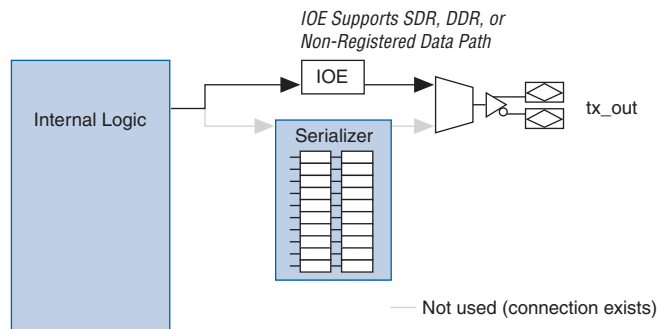 IOE Supports SDR, DDR, or
Non-Registered Data Path
IOE
Internal Logic
tx_out
Serializer
Not used (connection exists)